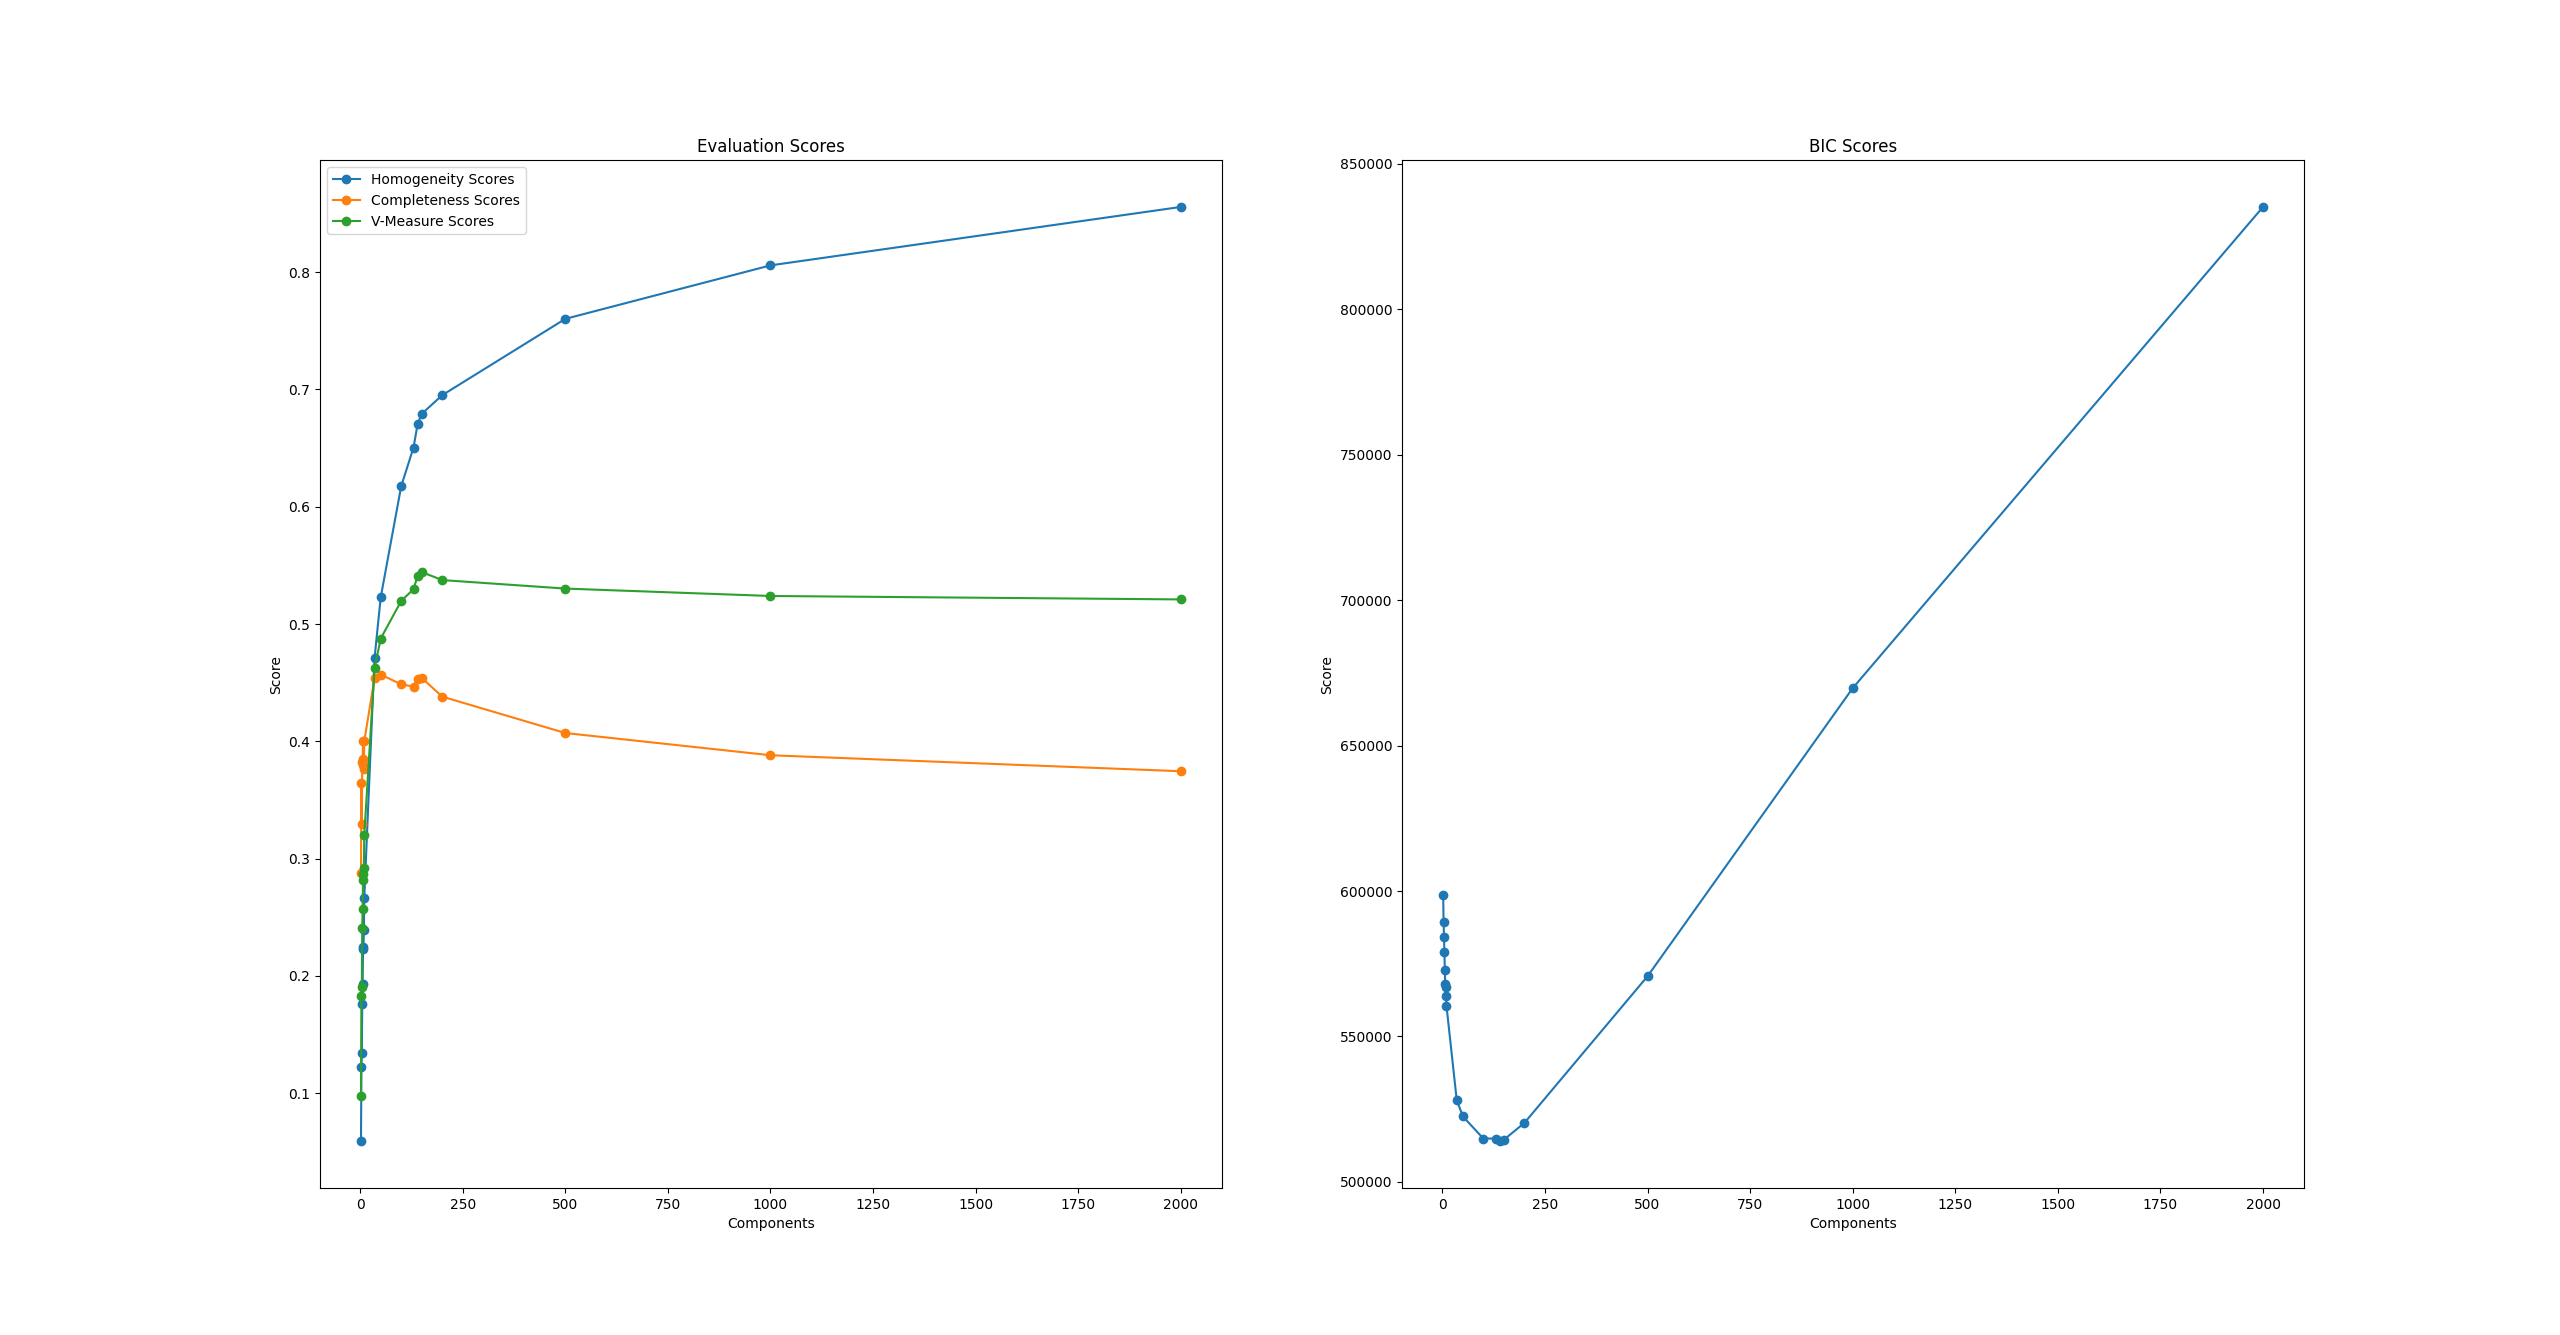 Evaluation Scores
Homogeneity Scores
Completeness Scores
V-Measure Scores
0.8
0.7
0.6
0.5
0.4
0.3
0.2
0.1
Score
0 250 500 750 1000 1250 1500 1750 2000
Components
BIC Scores
850000
800000
750000
700000
650000
600000
550000
500000
Score
0 250 500 750 1000 1250 1500 1750 2000
Components